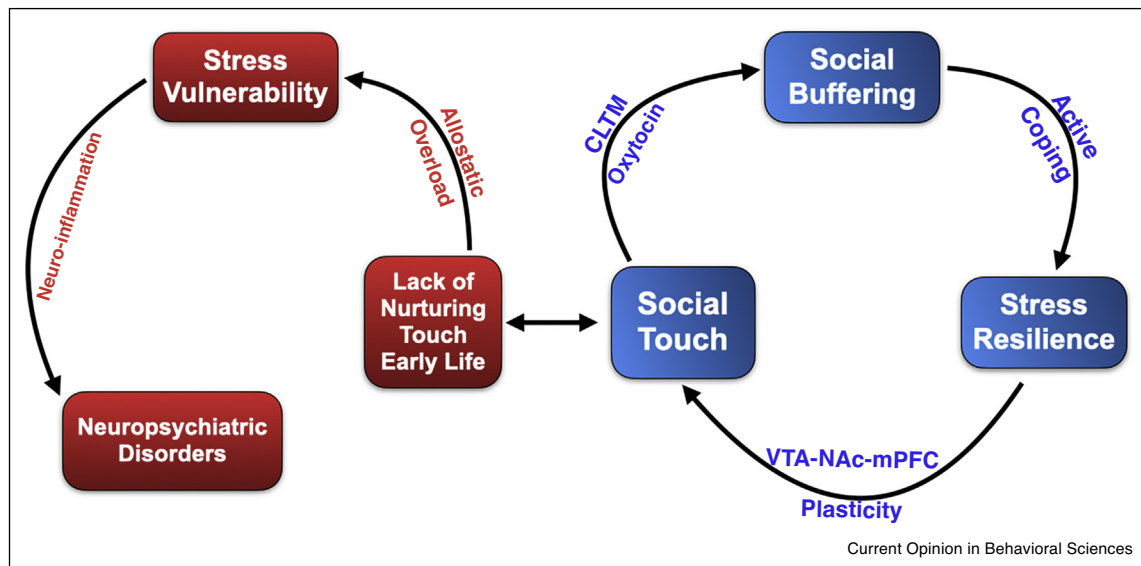 Stress
Vulnerability
Allostatic
Overload
Neuro-inflammation
Lack of
Nurturing
Touch
Early Life
Neuropsychiatric
Disorders
Social
Buffering
CLTM
Oxytocin
Active
Coping
Social
Touch
Stress
Resilience
VTA-NAc-mPFC
Plasticity
Current Opinion in Behavioral Sciences